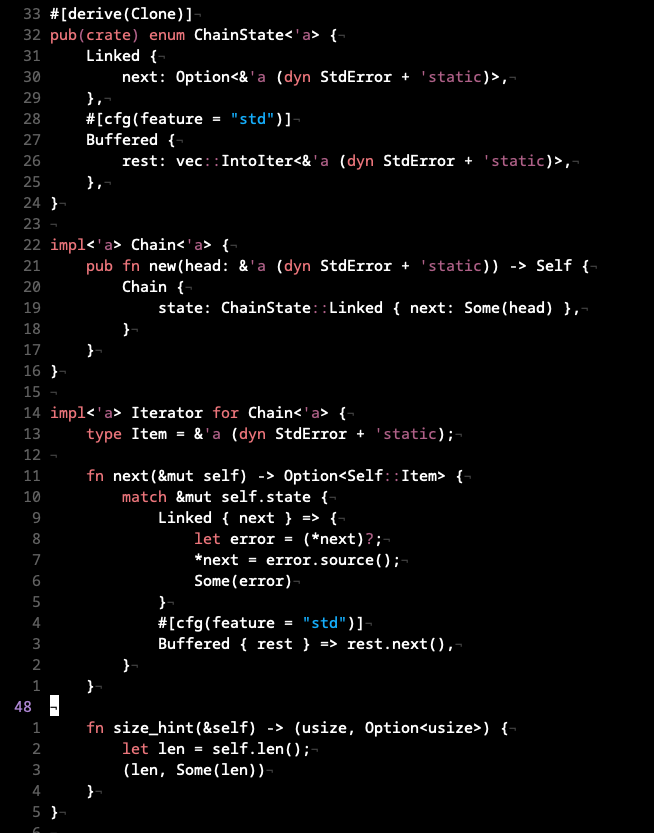 33 #[derive(Clone)]¬
32 pub(crate) enum ChainState<'a> {¬
31     Linked {¬
30         next: Option<&'a (dyn StdError + 'static)>,¬
29     },¬
28     #[cfg(feature = "std")]¬
27     Buffered {¬
26         rest: vec::IntoIter<&'a (dyn StdError + 'static)>,¬
25     },¬
24 }¬
23 ¬
22 impl<'a> Chain<'a> {¬
21     pub fn new(head: &'a (dyn StdError + 'static)) -> Self {¬
20         Chain {¬
19             state: ChainState::Linked { next: Some(head) },¬
18         }¬
17     }¬
16 }¬
15 ¬
14 impl<'a> Iterator for Chain<'a> {¬
13     type Item = &'a (dyn StdError + 'static);¬
12 ¬
11     fn next(&mut self) -> Option<Self::Item> {¬
10         match &mut self.state {¬
9             Linked { next } => {¬
8                 let error = (*next)?;¬
7                 *next = error.source();¬
6                 Some(error)¬
5             }¬
4             #[cfg(feature = "std")]¬
3             Buffered { rest } => rest.next(),¬
2         }¬
1     }¬
48 ¬
1     fn size_hint(&self) -> (usize, Option<usize>) {¬
2         let len = self.len();¬
3         (len, Some(len))¬
4     }¬
5 }¬